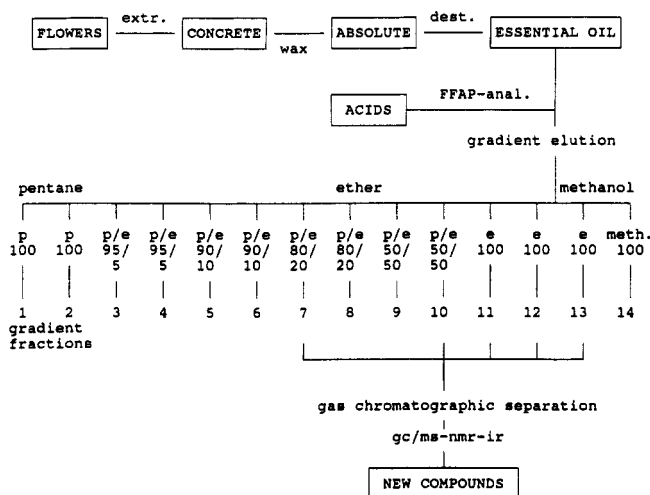 extr. dest.
FLOWERS CONCRETE ABSOLUTE ESSENTIAL OIL
wax
FFAP-anal.
ACIDS
gradient elution
pentane ether methanol
p p p/e p/e p/e p/e p/e p/e p/e p/e e e e meth.
100 100 95/ 95/ 90/ 90/ 80/ 80/ 50/ 50/ 100 100 100 100
5 5 10 10 20 20 50 50
1 2 3 4 5 6 7 8 9 10 11 12 13 14
gradient
fractions
gas chromatographic separation
gc/ms-nmr-ir
NEW COMPOUNDS